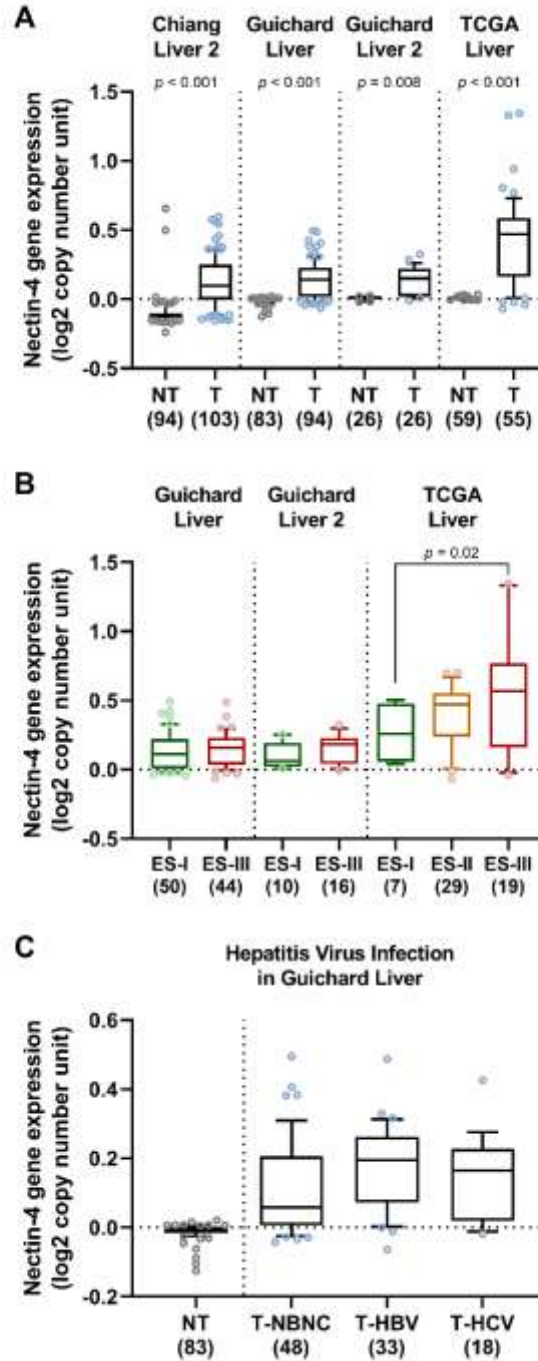 A
Chiang Liver 2
Guichard Liver
Guichard Liver 2
TCGA Liver
p < 0.001
p < 0.001
p = 0.008
p < 0.001
Nectin-4 gene expression
(log2 copy number unit)
1.5
1.0
0.5
0.0
-0.5
NT T NT T NT T NT T
(94) (103) (83) (94) (26) (26) (59) (55)
B
Guichard Liver
Guichard Liver 2
TCGA Liver
p = 0.02
Nectin-4 gene expression
(log2 copy number unit)
1.5
1.0
0.5
0.0
-0.5
ES-I ES-III ES-I ES-III ES-I ES-II ES-III
(50) (44) (10) (16) (7) (29) (19)
C
Hepatitis Virus Infection
in Guichard Liver
Nectin-4 gene expression
(log2 copy number unit)
0.6
0.4
0.2
0.0
-0.2
NT T-NBNC T-HBV T-HCV
(83) (48) (33) (18)